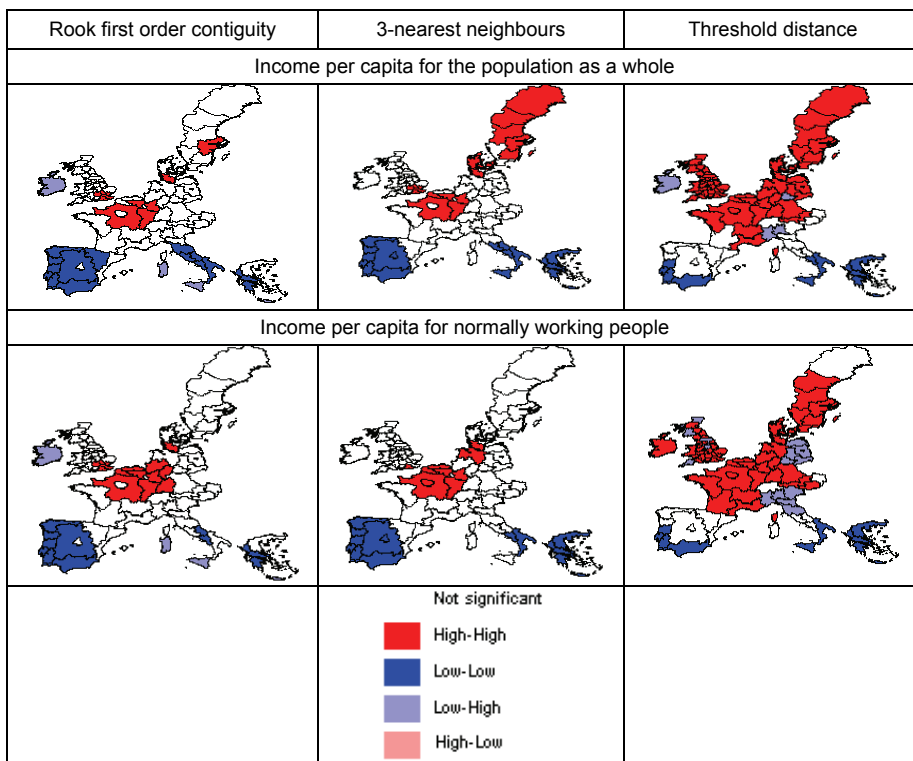 Rook first order contiguity
3-nearest neighbours
Threshold distance
Income per capita for the population as a whole
Income per capita for normally working people
Not significant
High-High
Low-Low
Low-High
High-Low